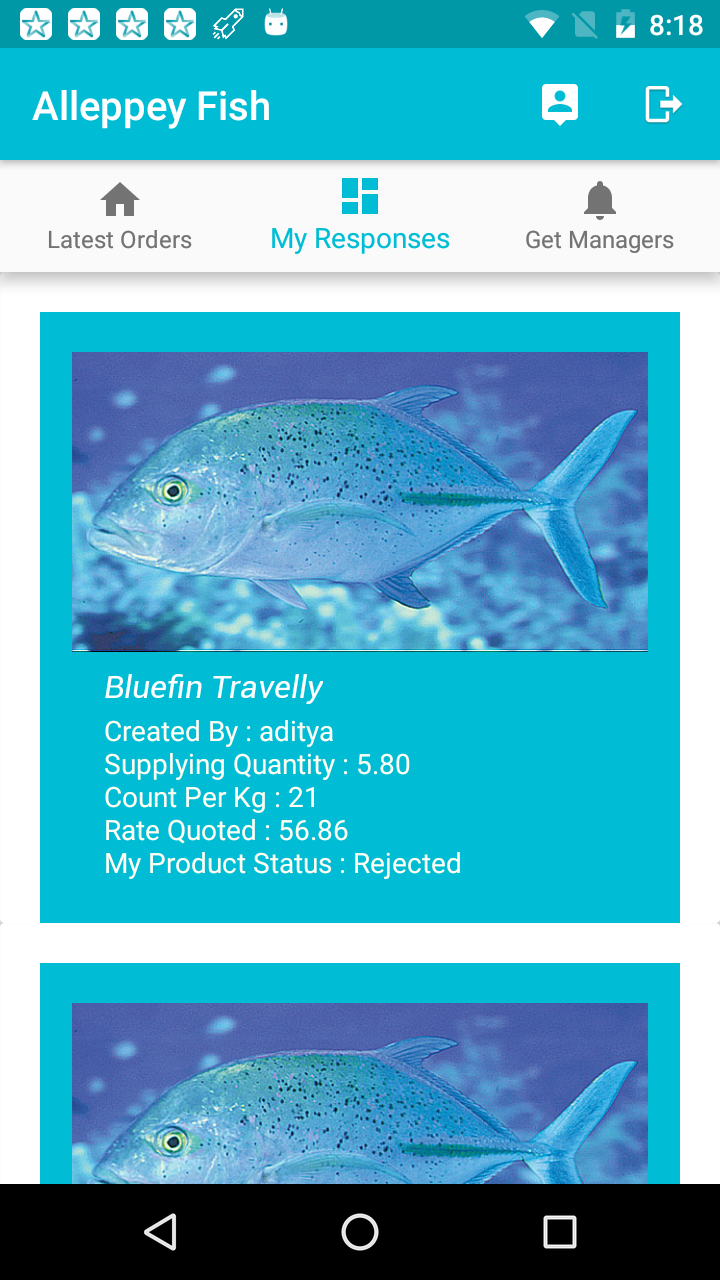 8:18
Alleppey Fish
Latest Orders
My Responses
Get Managers
Bluefin Travelly
Created By : aditya
Supplying Quantity : 5.80
Count Per Kg : 21
Rate Quoted : 56.86
My Product Status : Rejected